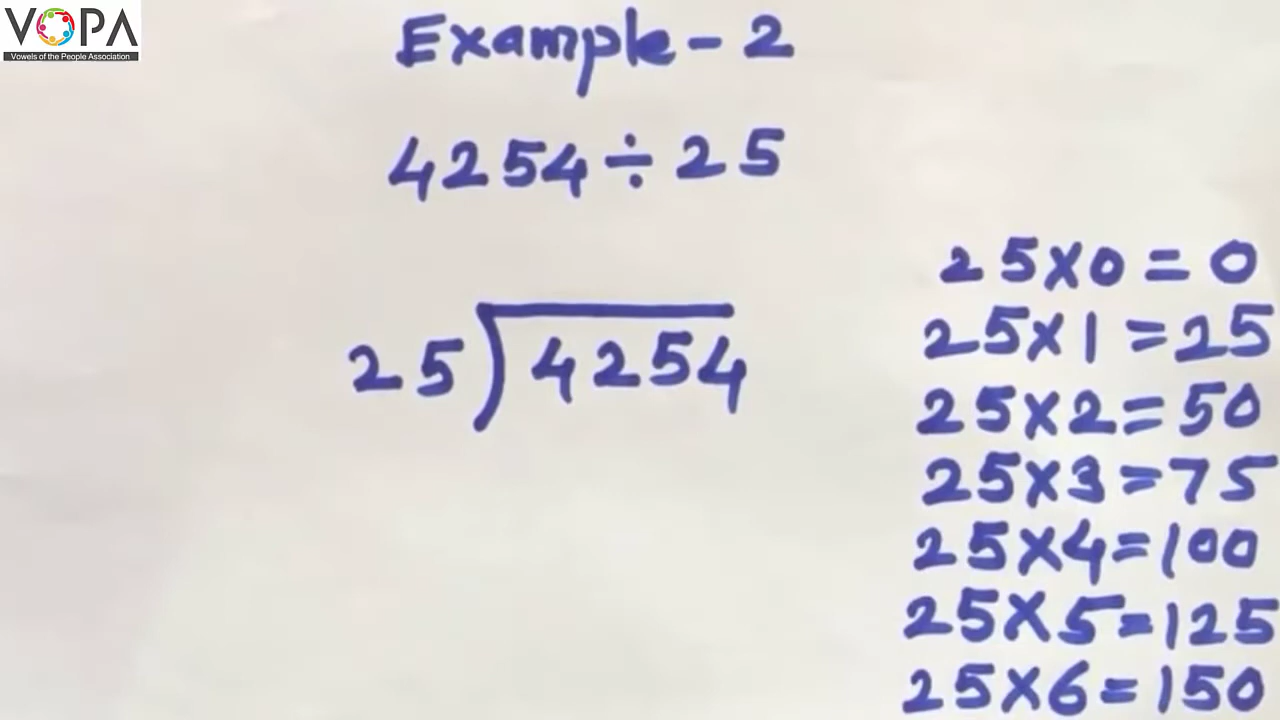 VOPA
Vowels of the People Association
Example - 2
4254 ÷ 25
25)4254
25x0=0
25x1=25
25x2=50
25x3=75
25x4=100
25x5=125
25x6=150